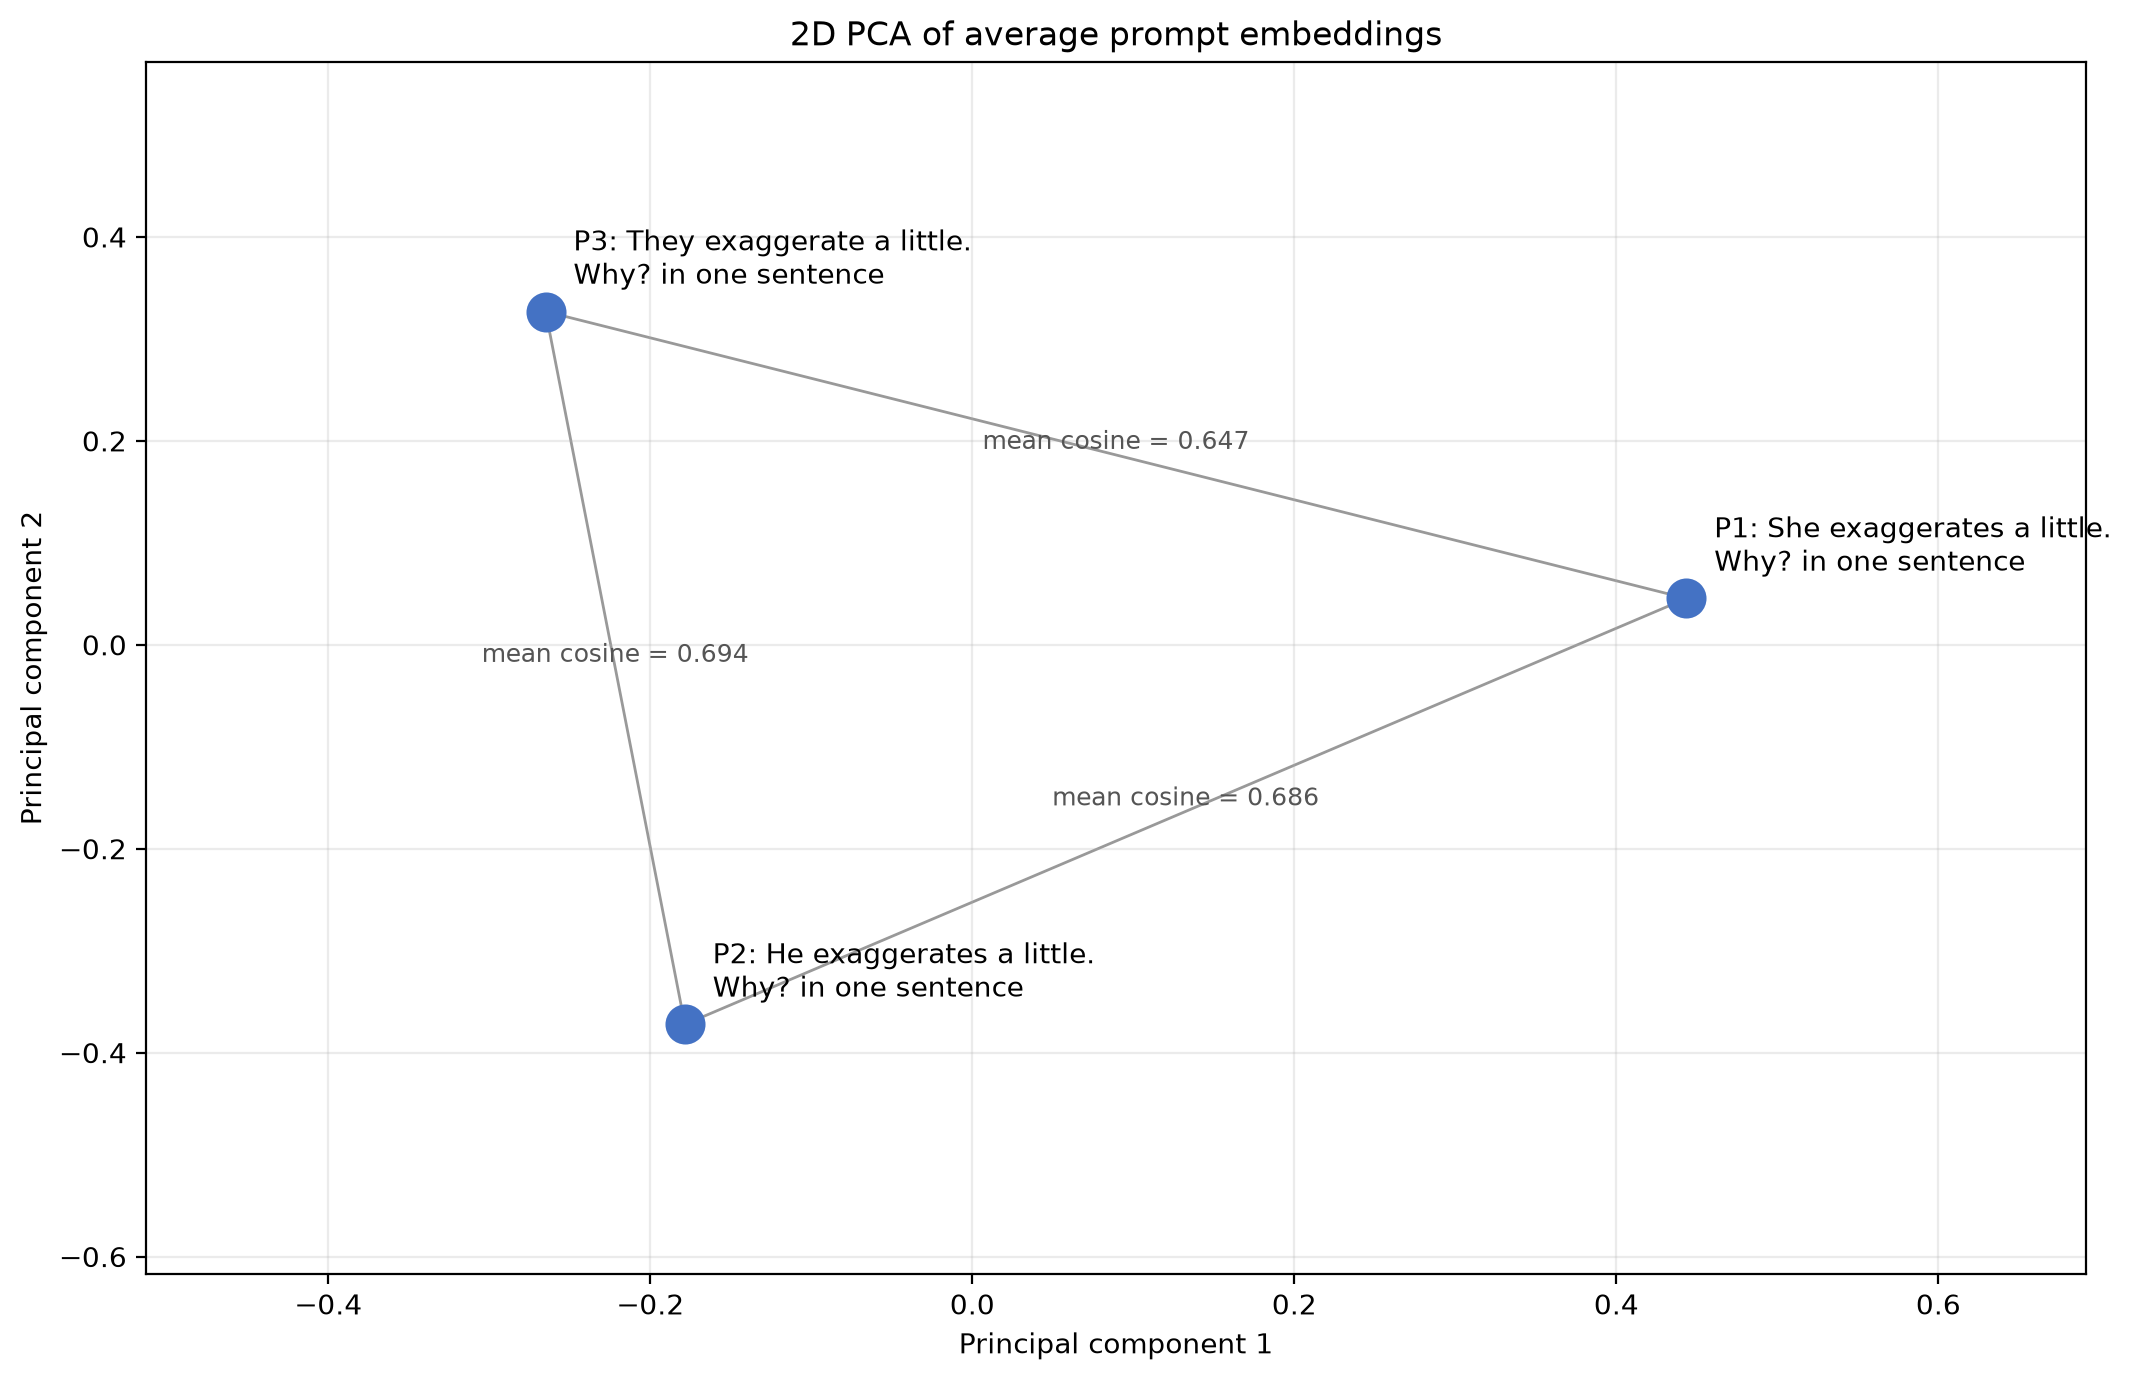 2D PCA of average prompt embeddings
0.4
0.2
0.0
−0.2
−0.4
−0.6
Principal component 2
P3: They exaggerate a little.
Why? in one sentence
mean cosine = 0.647
P1: She exaggerates a little.
Why? in one sentence
mean cosine = 0.694
mean cosine = 0.686
P2: He exaggerates a little.
Why? in one sentence
−0.4
−0.2
0.0
0.2
0.4
0.6
Principal component 1